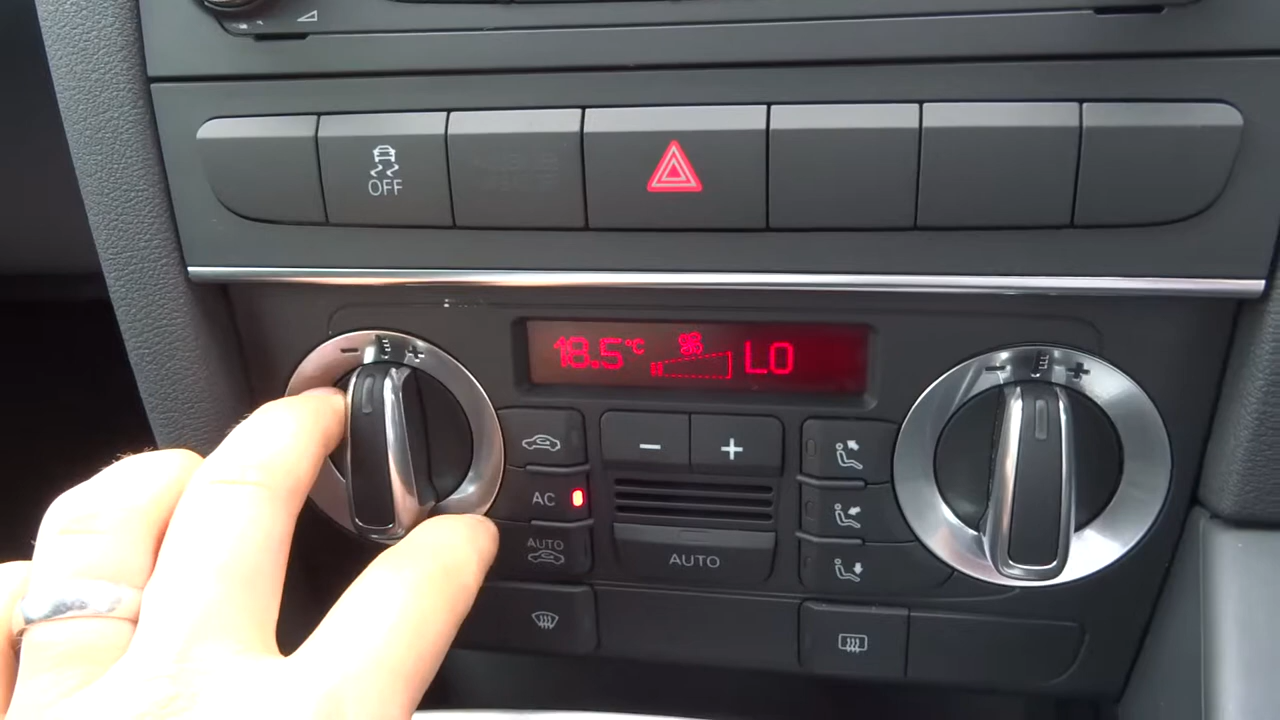 OFF
18.5°C LO
- +
- +
- +
AC
AUTO
AUTO